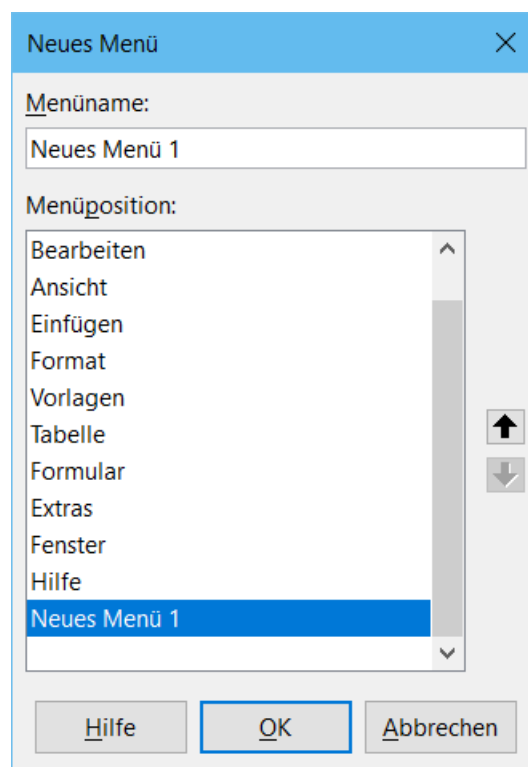 Neues Menü
Menüname:
Neues Menü 1
Menüposition:
Bearbeiten
Ansicht
Einfügen
Format
Vorlagen
Tabelle
Formular
Extras
Fenster
Hilfe
Neues Menü 1
Hilfe OK Abbrechen